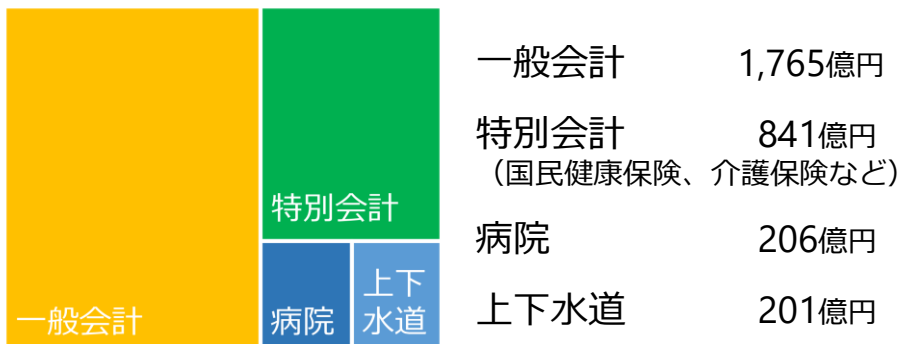 一般会計
特別会計
病院
上下
水道
一般会計 1,765億円
特別会計 841億円
（国民健康保険、介護保険など）
病院 206億円
上下水道 201億円